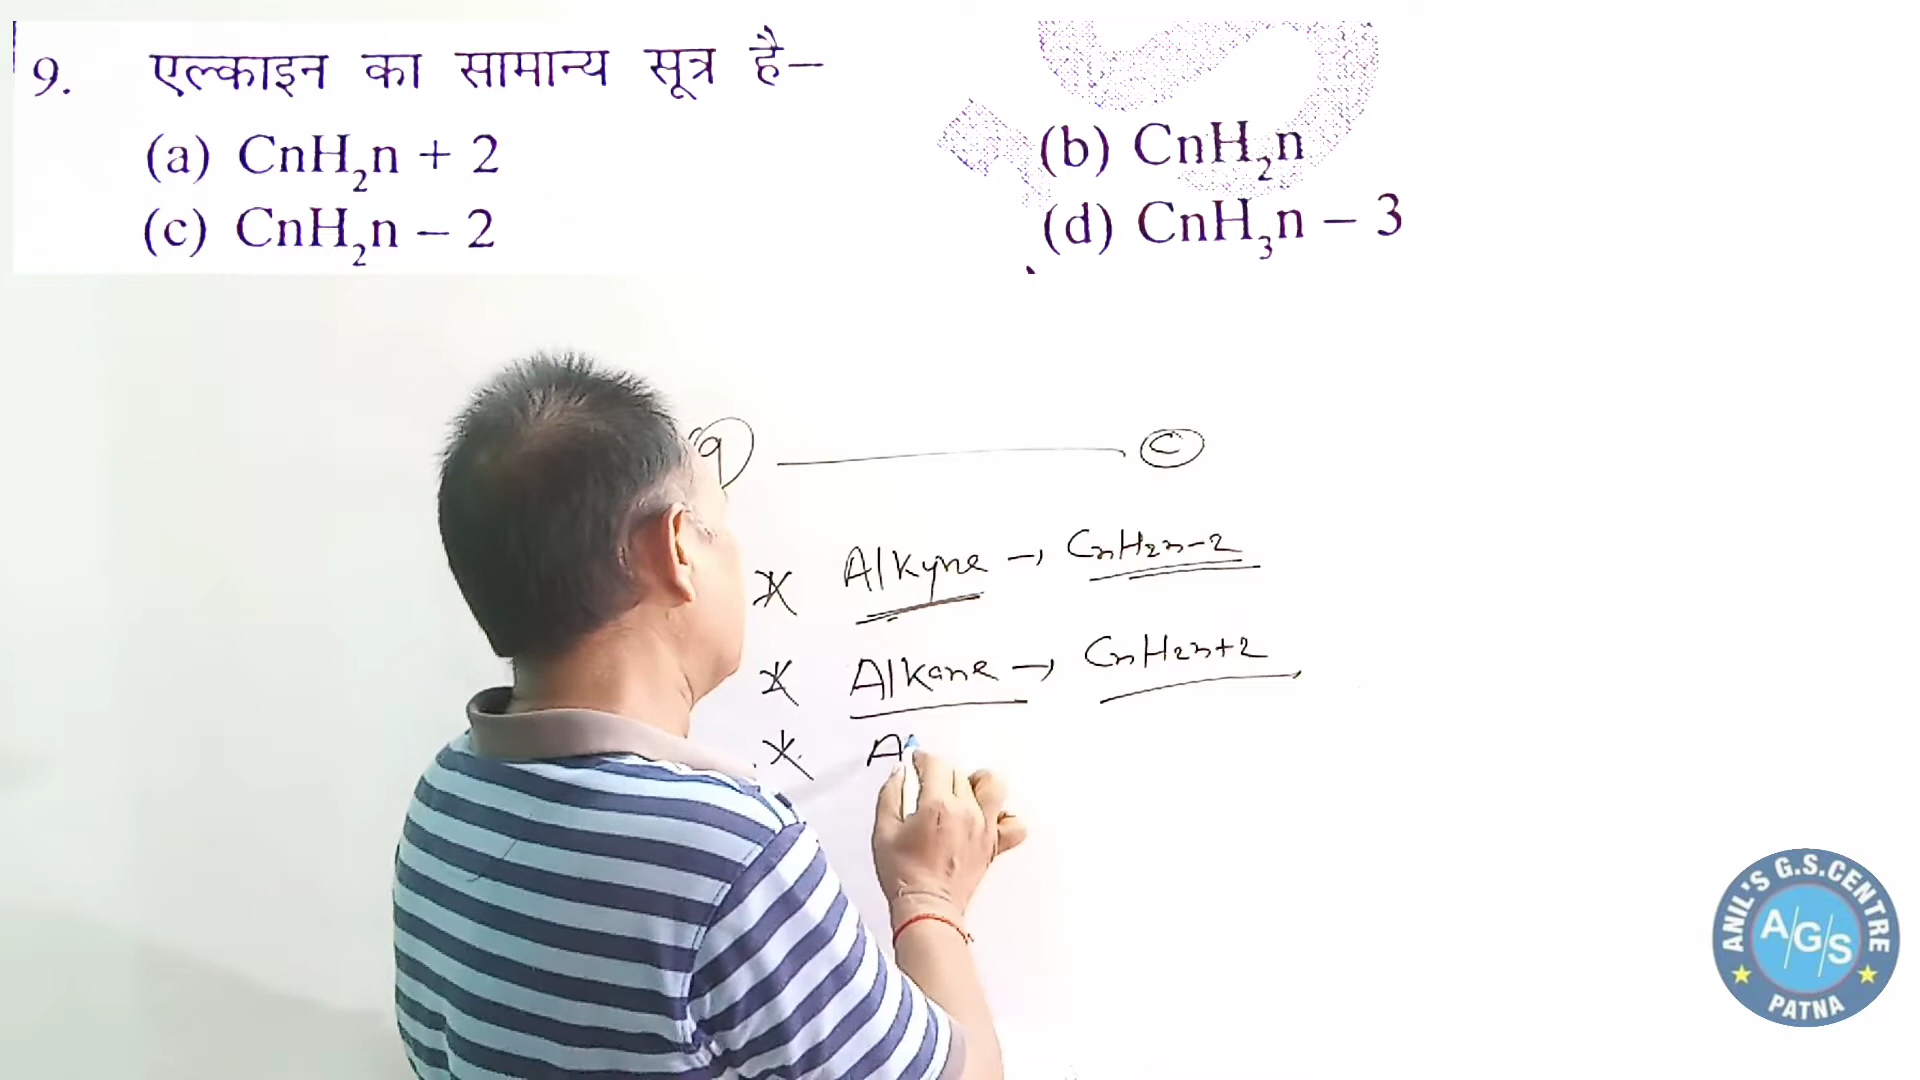 9. एल्काइन का सामान्य सूत्र है–
(a) CnH₂n + 2 (b) CnH₂n
(c) CnH₂n – 2 (d) CnH₃n – 3
9 ——— C
* Alkyne → CnH2n-2
* Alkane → CnH2n+2
* A
ANIL'S G.S.CENTRE
A/G/S
PATNA